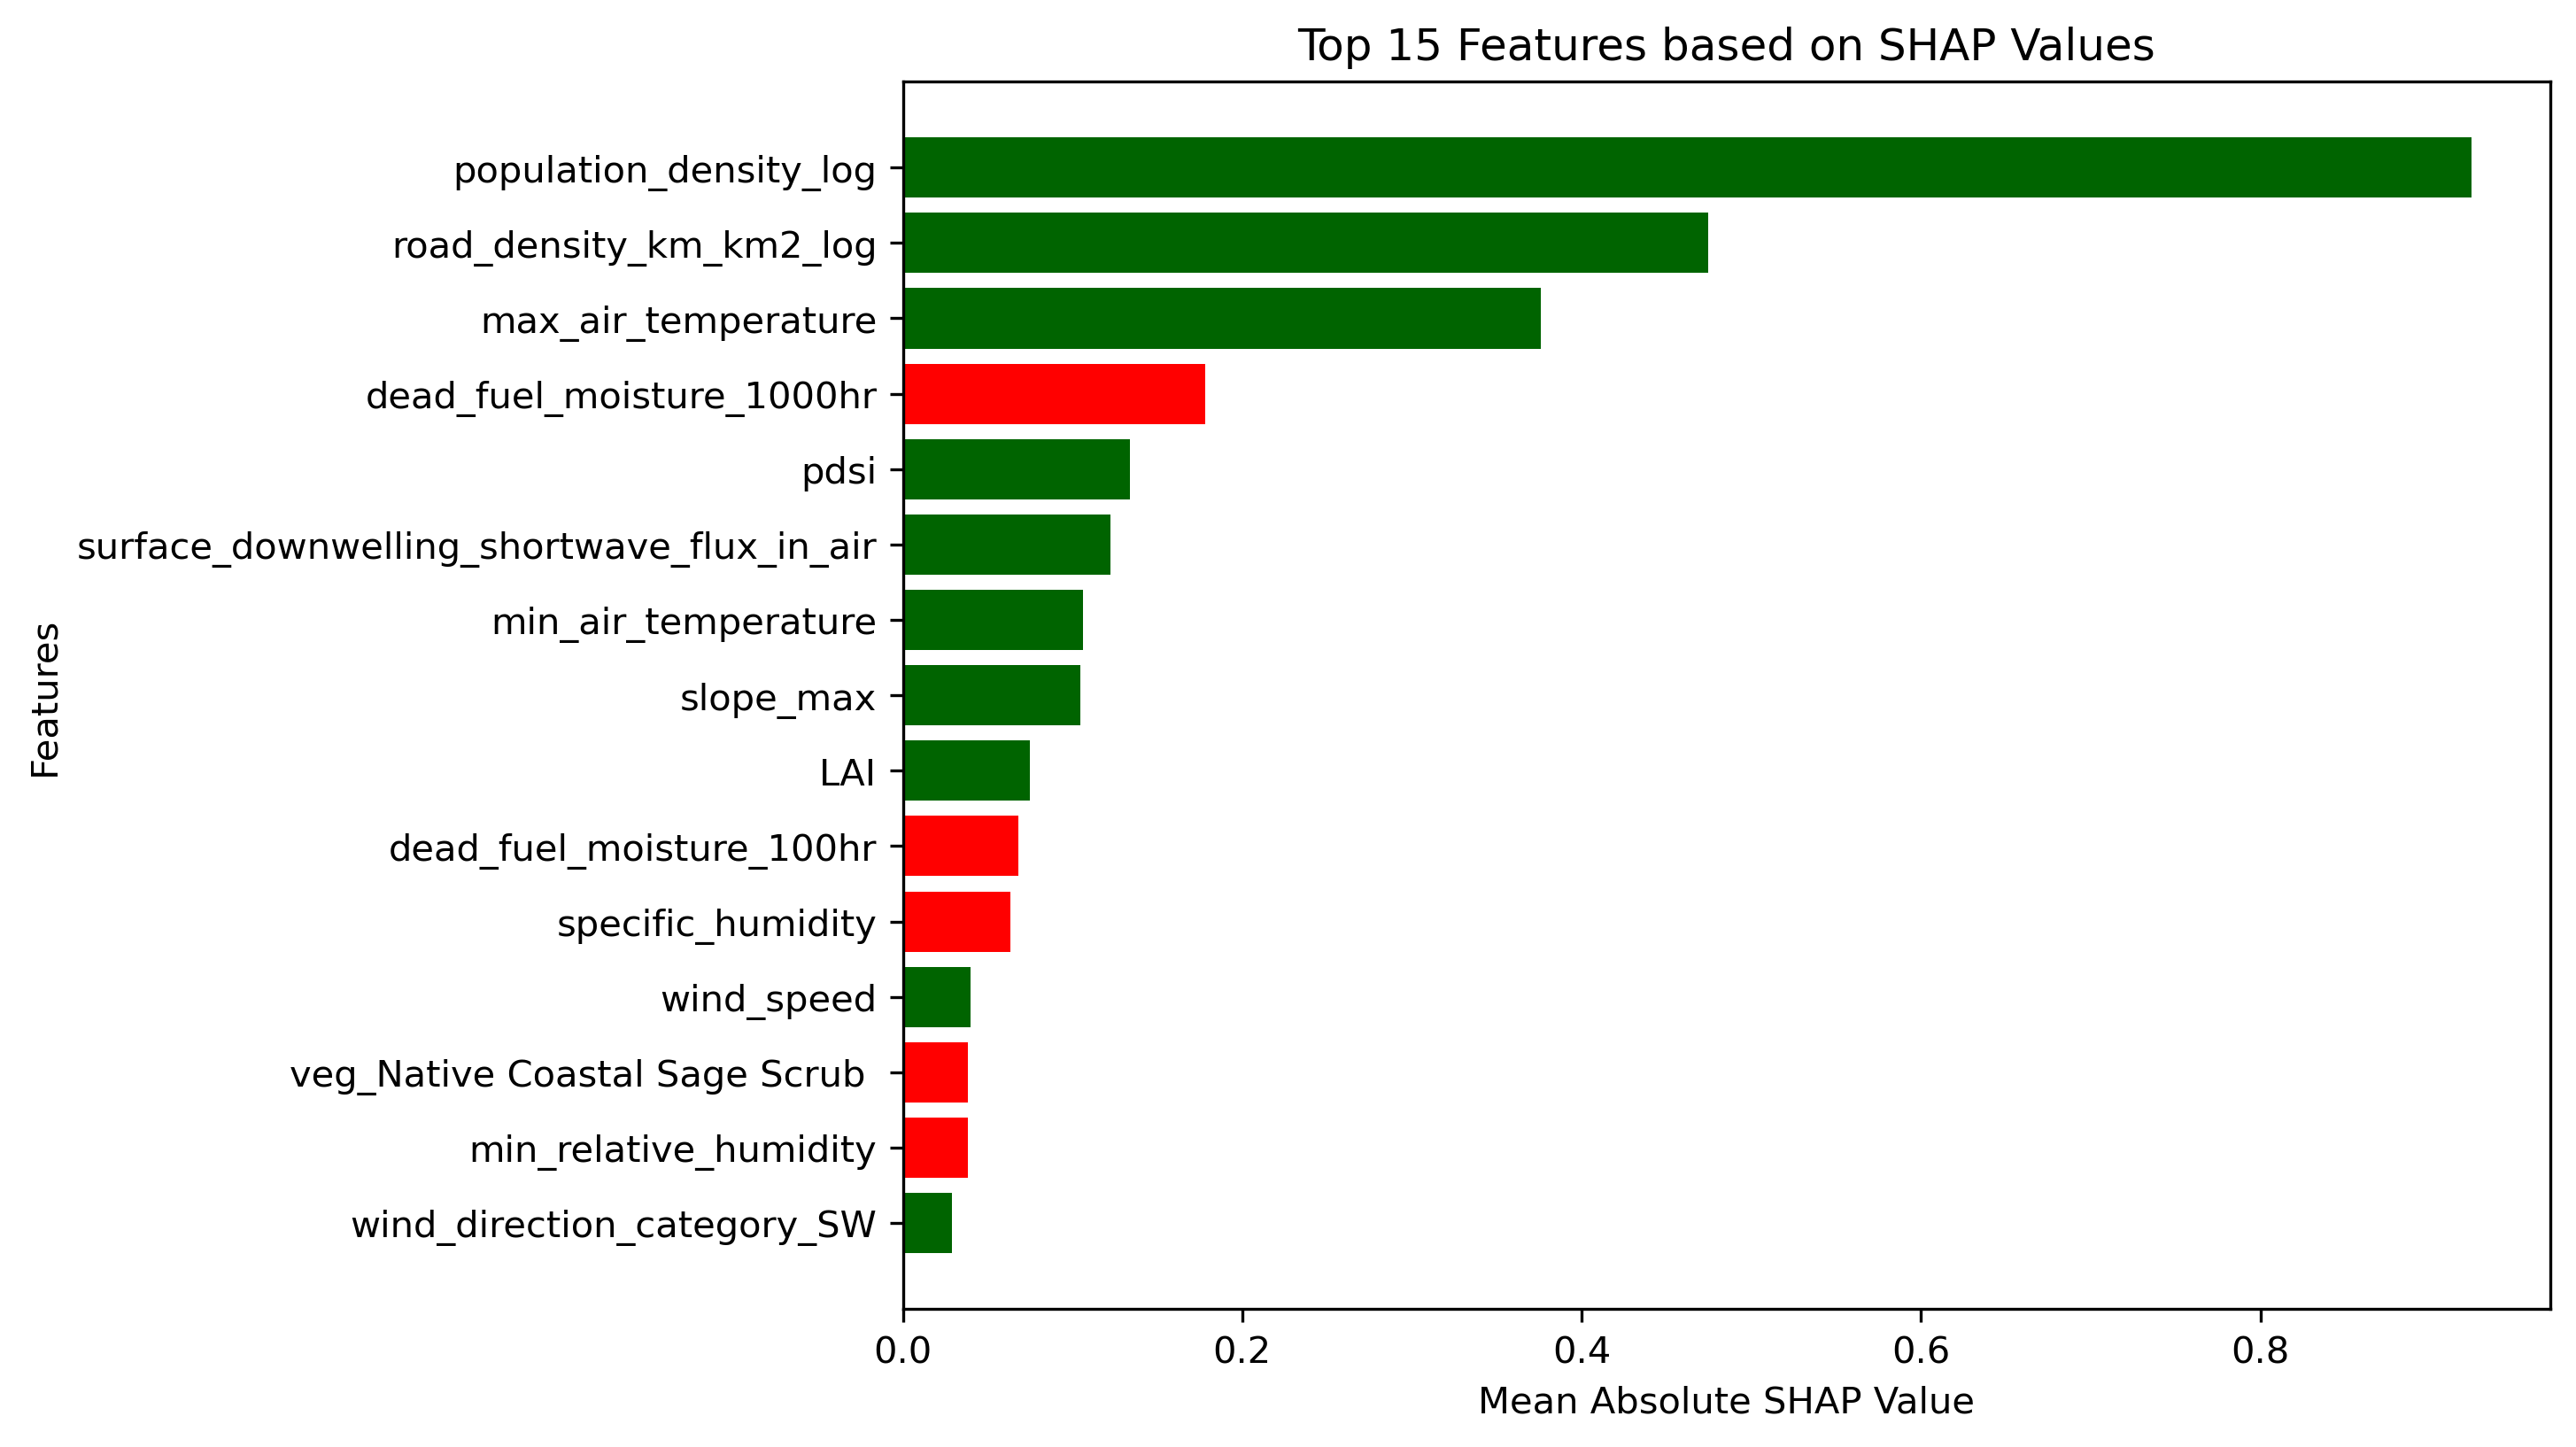 Top 15 Features based on SHAP Values
population_density_log
road_density_km_km2_log
max_air_temperature
dead_fuel_moisture_1000hr
pdsi
surface_downwelling_shortwave_flux_in_air
min_air_temperature
slope_max
LAI
dead_fuel_moisture_100hr
specific_humidity
wind_speed
veg_Native Coastal Sage Scrub
min_relative_humidity
wind_direction_category_SW
Features
0.0 0.2 0.4 0.6 0.8
Mean Absolute SHAP Value